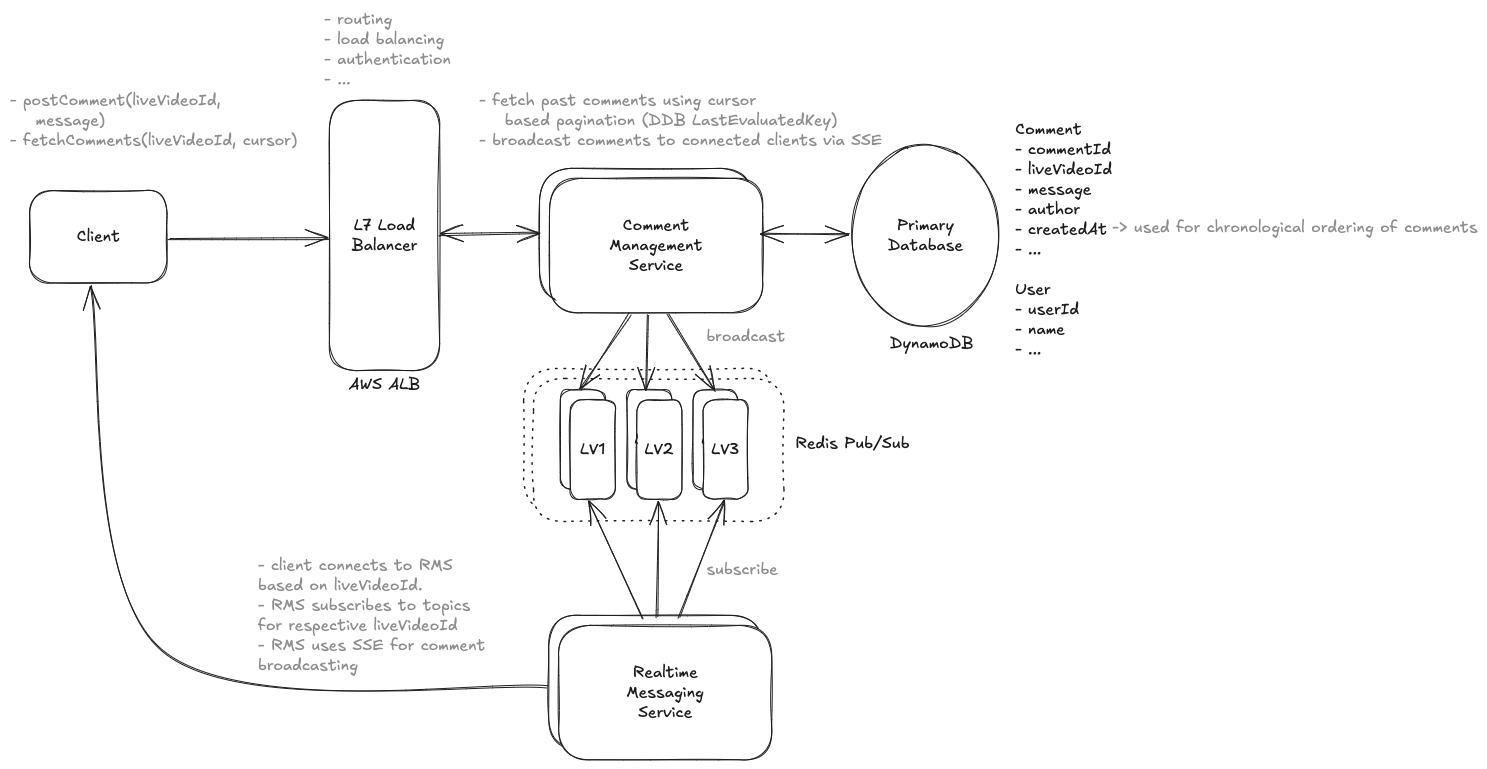 - routing
- load balancing
- authentication
- ...
- postComment(liveVideoId,
message)
- fetchComments(liveVideoId, cursor)
- fetch past comments using cursor
based pagination (DDB LastEvaluatedKey)
- broadcast comments to connected clients via SSE
Client
L7 Load
Balancer
AWS ALB
Comment
Management
Service
Primary
Database
DynamoDB
Comment
- commentId
- liveVideoId
- message
- author
- createdAt -> used for chronological ordering of comments
- ...
User
- userId
- name
- ...
broadcast
LV1
LV2
LV3
Redis Pub/Sub
subscribe
- client connects to RMS
based on liveVideoId.
- RMS subscribes to topics
for respective liveVideoId
- RMS uses SSE for comment
broadcasting
Realtime
Messaging
Service